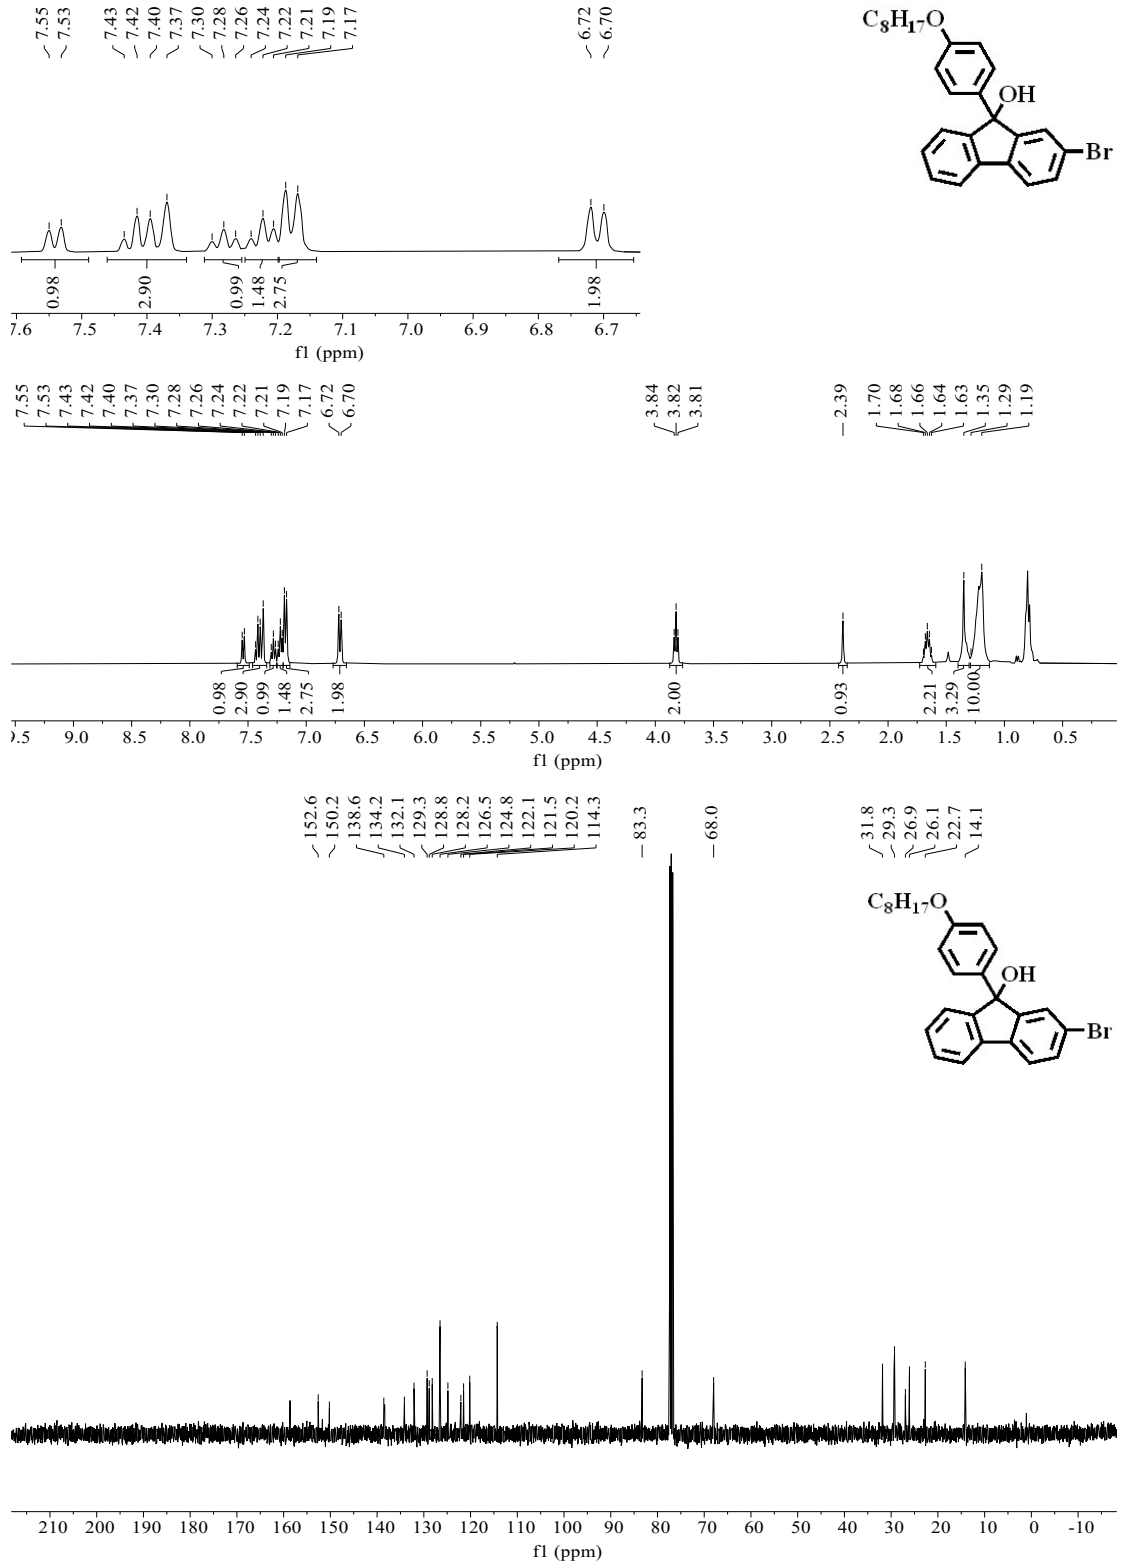 7.55 7.53 7.43 7.42 7.40 7.37 7.30 7.28 7.26 7.24 7.22 7.21 7.17 6.72 6.70
C₈H₁₇O
OH
Br
0.98 2.90 0.99 1.48 2.75 1.98
7.6 7.5 7.4 7.3 7.2 7.1 7.0 6.9 6.8 6.7
f1 (ppm)
7.55 7.53 7.43 7.42 7.40 7.37 7.30 7.28 7.26 7.24 7.22 7.21 7.19 7.17 6.72 6.70 3.84 3.82 3.81 2.39 1.70 1.68 1.66 1.64 1.63 1.35 1.29 1.19
0.98 2.90 0.99 1.48 2.75 1.98 2.00 0.93 2.21 3.29 10.00
9.5 9.0 8.5 8.0 7.5 7.0 6.5 6.0 5.5 5.0 4.5 4.0 3.5 3.0 2.5 2.0 1.5 1.0 0.5
f1 (ppm)
152.6 150.2 138.6 134.2 132.1 129.3 128.8 128.2 126.5 124.8 122.1 121.5 120.2 114.3 83.3 68.0 31.8 29.3 26.9 26.1 22.7 14.1
C₈H₁₇O
OH
Br
210 200 190 180 170 160 150 140 130 120 110 100 90 80 70 60 50 40 30 20 10 0 -10
f1 (ppm)